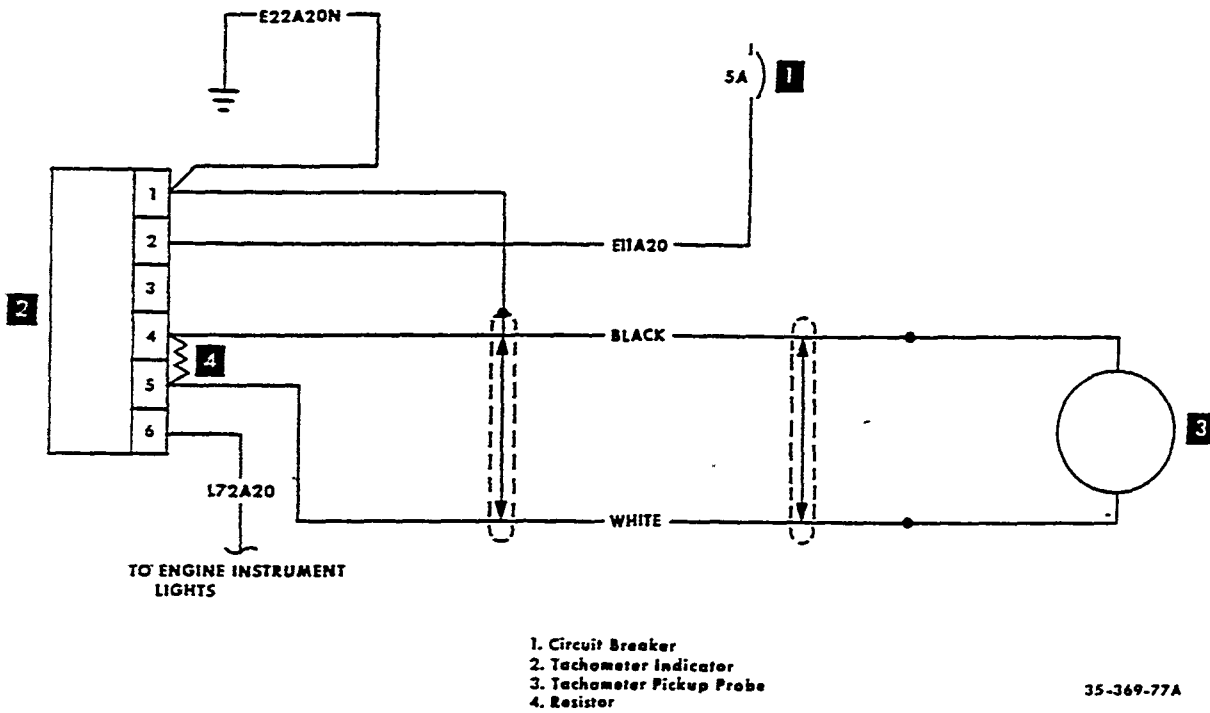 E22A20N
5A
1
1
2
3
4
5
6
2
4
E11A20
BLACK
3
L72A20
WHITE
TO ENGINE INSTRUMENT
LIGHTS
1. Circuit Breaker
2. Tachometer Indicator
3. Tachometer Pickup Probe
4. Resistor
35-369-77A